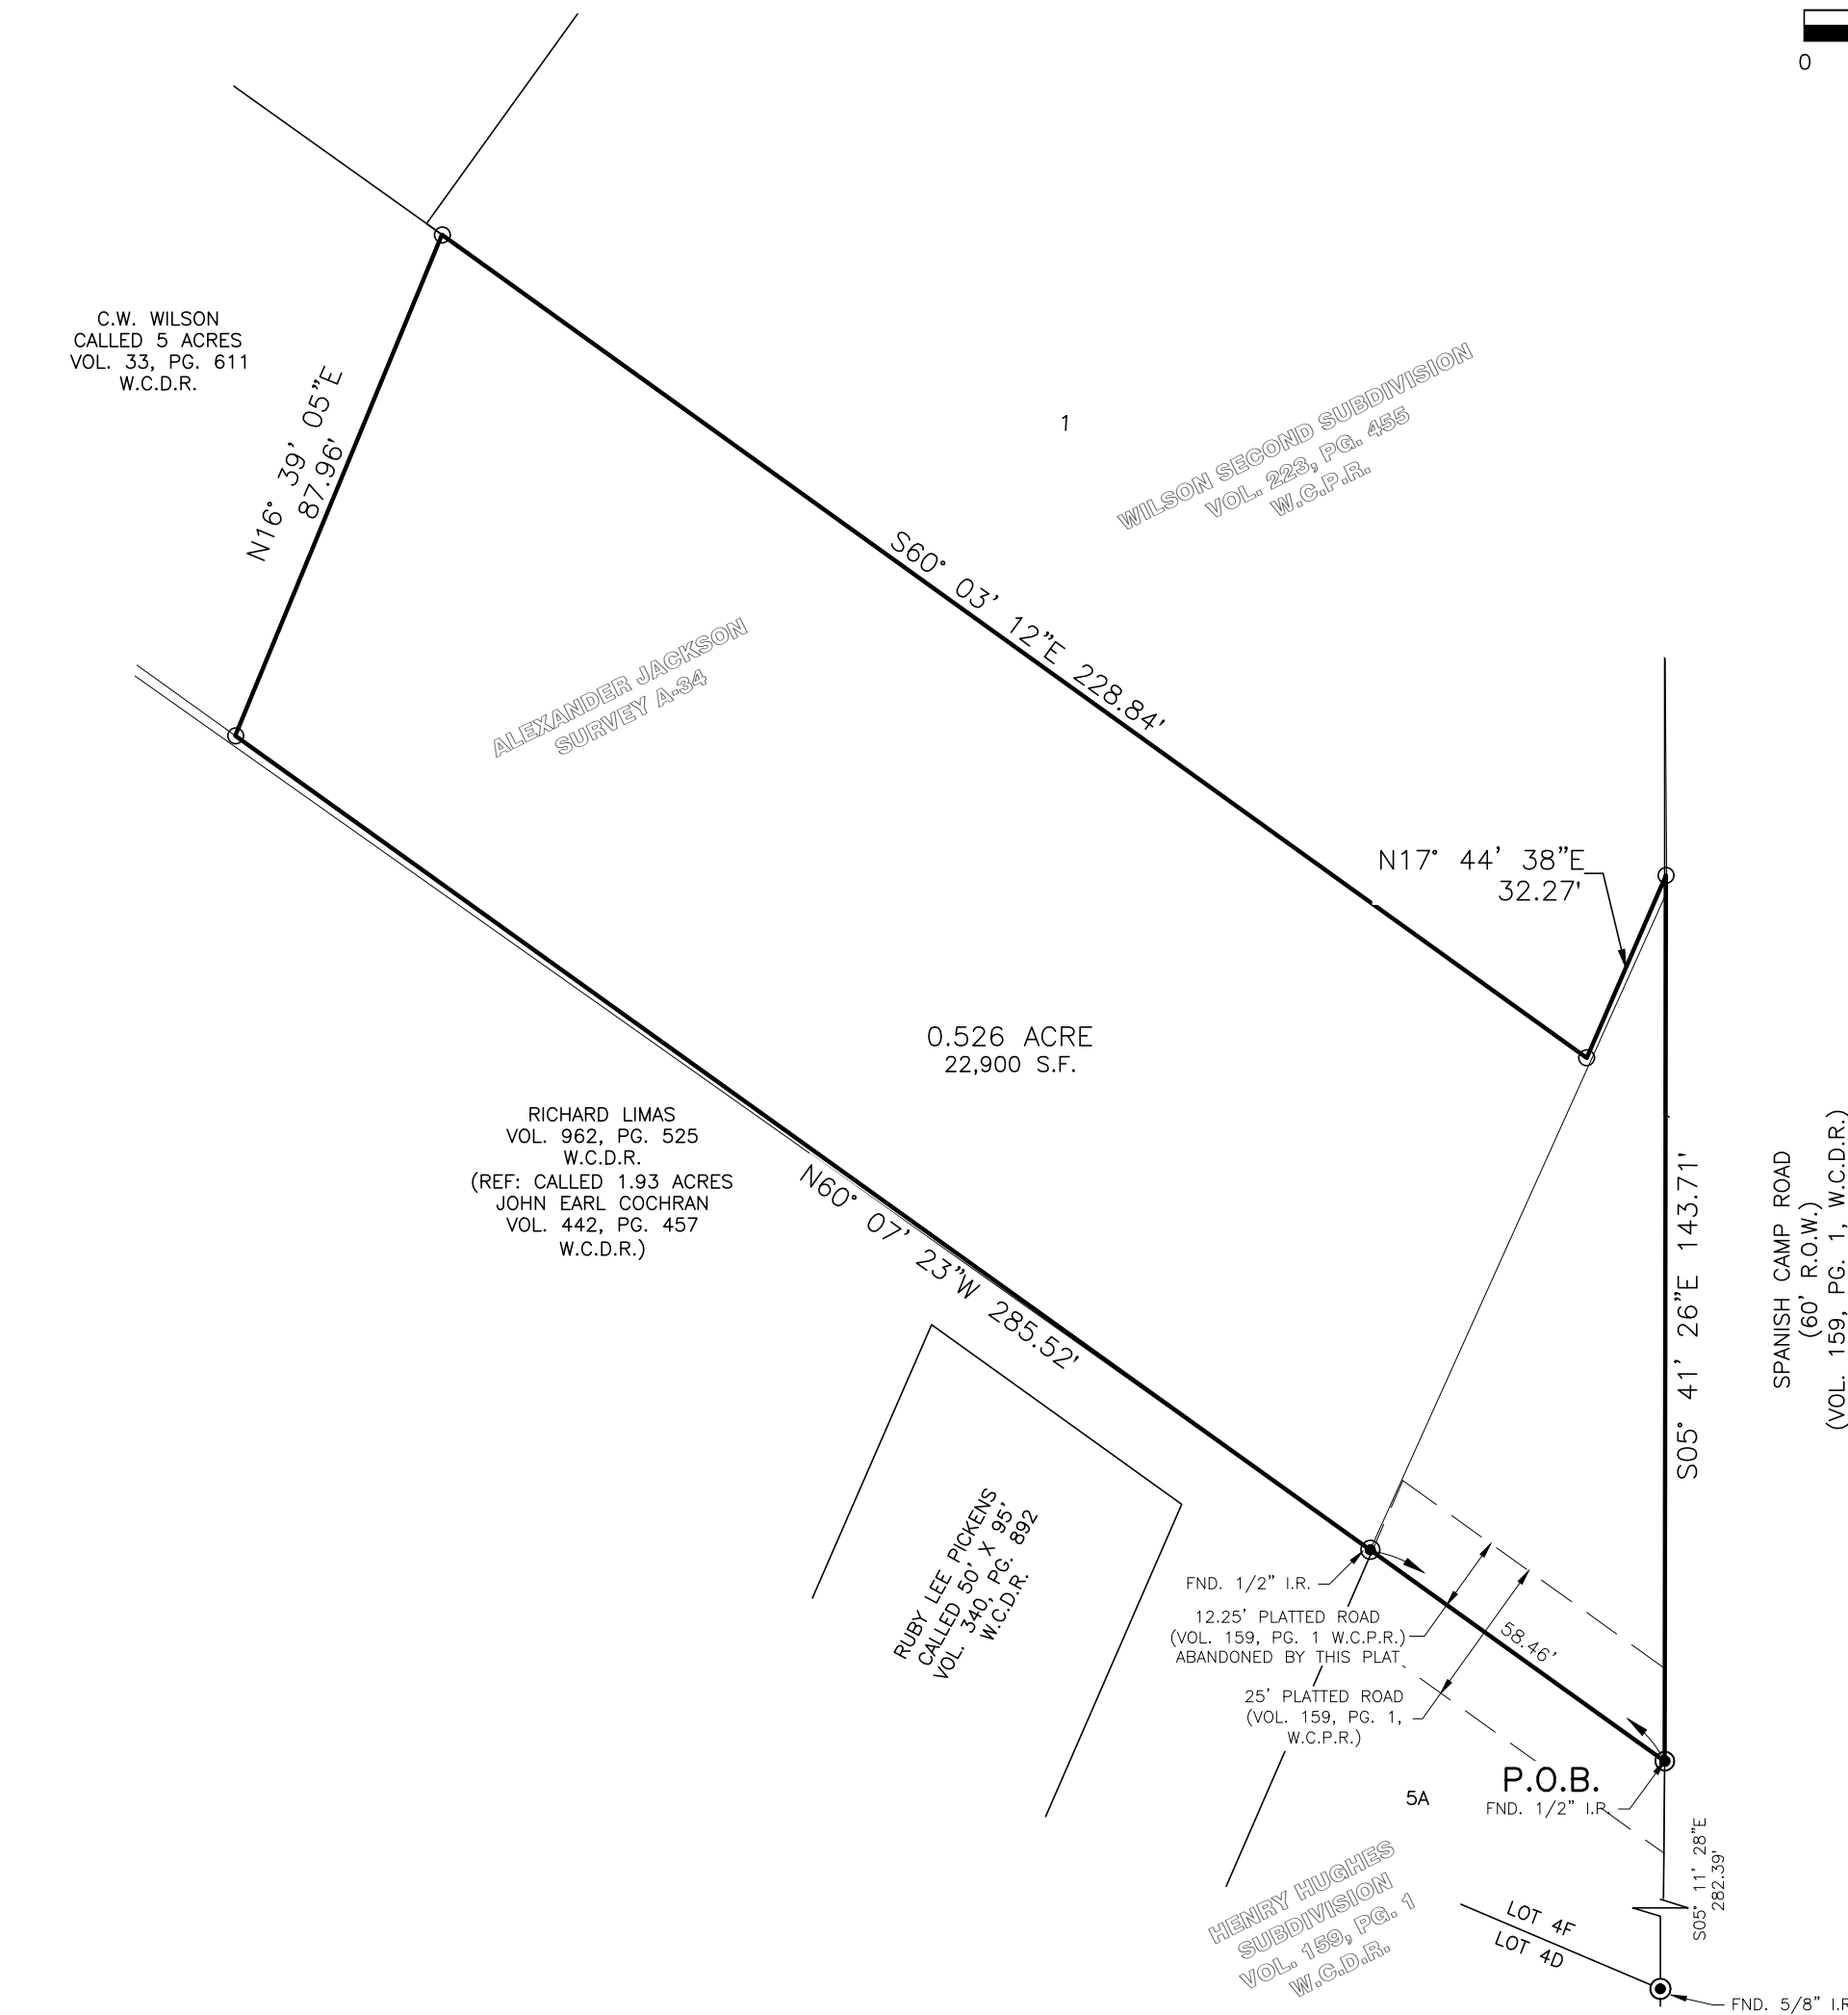 0
C.W. WILSON
CALLED 5 ACRES
VOL. 33, PG. 611
W.C.D.R.
N16° 39' 05"E
87.96'
1
WILSON SECOND SUBDIVISION
VOL. 223, PG. 455
W.C.P.R.
S60° 03' 12"E 228.84'
ALEXANDER JACKSON
SURVEY A-34
N17° 44' 38"E
32.27'
0.526 ACRE
22,900 S.F.
RICHARD LIMAS
VOL. 962, PG. 525
W.C.D.R.
(REF: CALLED 1.93 ACRES
JOHN EARL COCHRAN
VOL. 442, PG. 457
W.C.D.R.)
N60° 07' 23"W 285.52'
S05° 41' 26"E 143.71'
SPANISH CAMP ROAD
(60' R.O.W.)
(VOL. 159, PG. 1, W.C.D.R.)
RUBY LEE PICKENS
CALLED 50' X 95'
VOL. 340, PG. 892
W.C.D.R.
FND. 1/2" I.R.
12.25' PLATTED ROAD
(VOL. 159, PG. 1 W.C.P.R.)
ABANDONED BY THIS PLAT
58.46'
25' PLATTED ROAD
(VOL. 159, PG. 1,
W.C.P.R.)
P.O.B.
FND. 1/2" I.R.
5A
S05° 11' 28"E
282.39'
HENRY HUGHES
SUBDIVISION
VOL. 159, PG. 1
W.C.D.R.
LOT 4F
LOT 4D
FND. 5/8" I.R